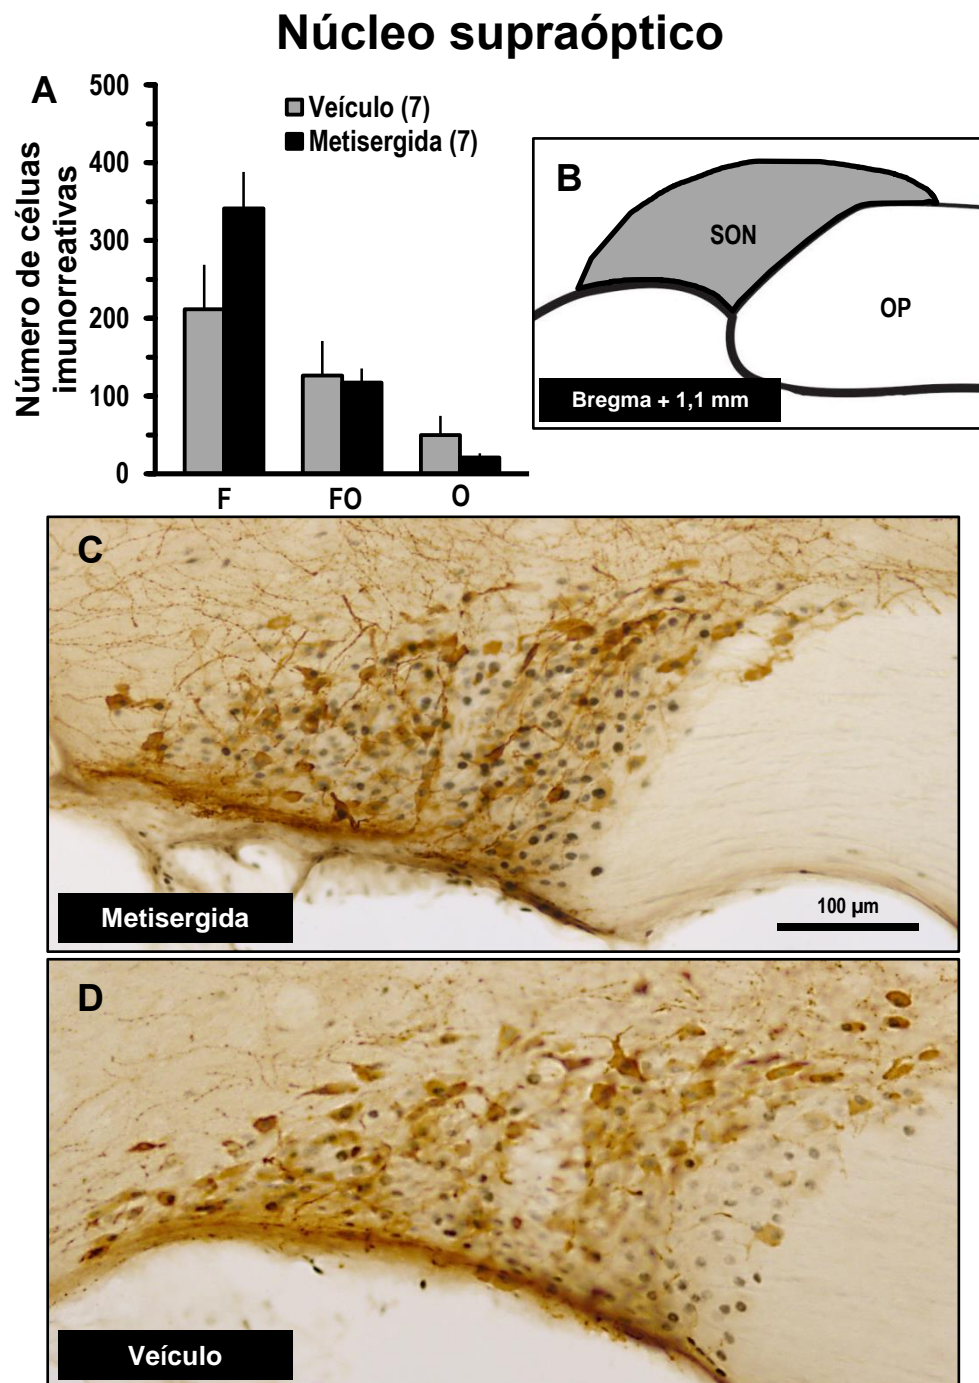 Núcleo supraóptico
A
500
400
300
200
100
0
Número de céluas
imunorreativas
Veículo (7)
Metisergida (7)
F
FO
O
B
SON
OP
Bregma + 1,1 mm
C
Metisergida
100 µm
D
Veículo